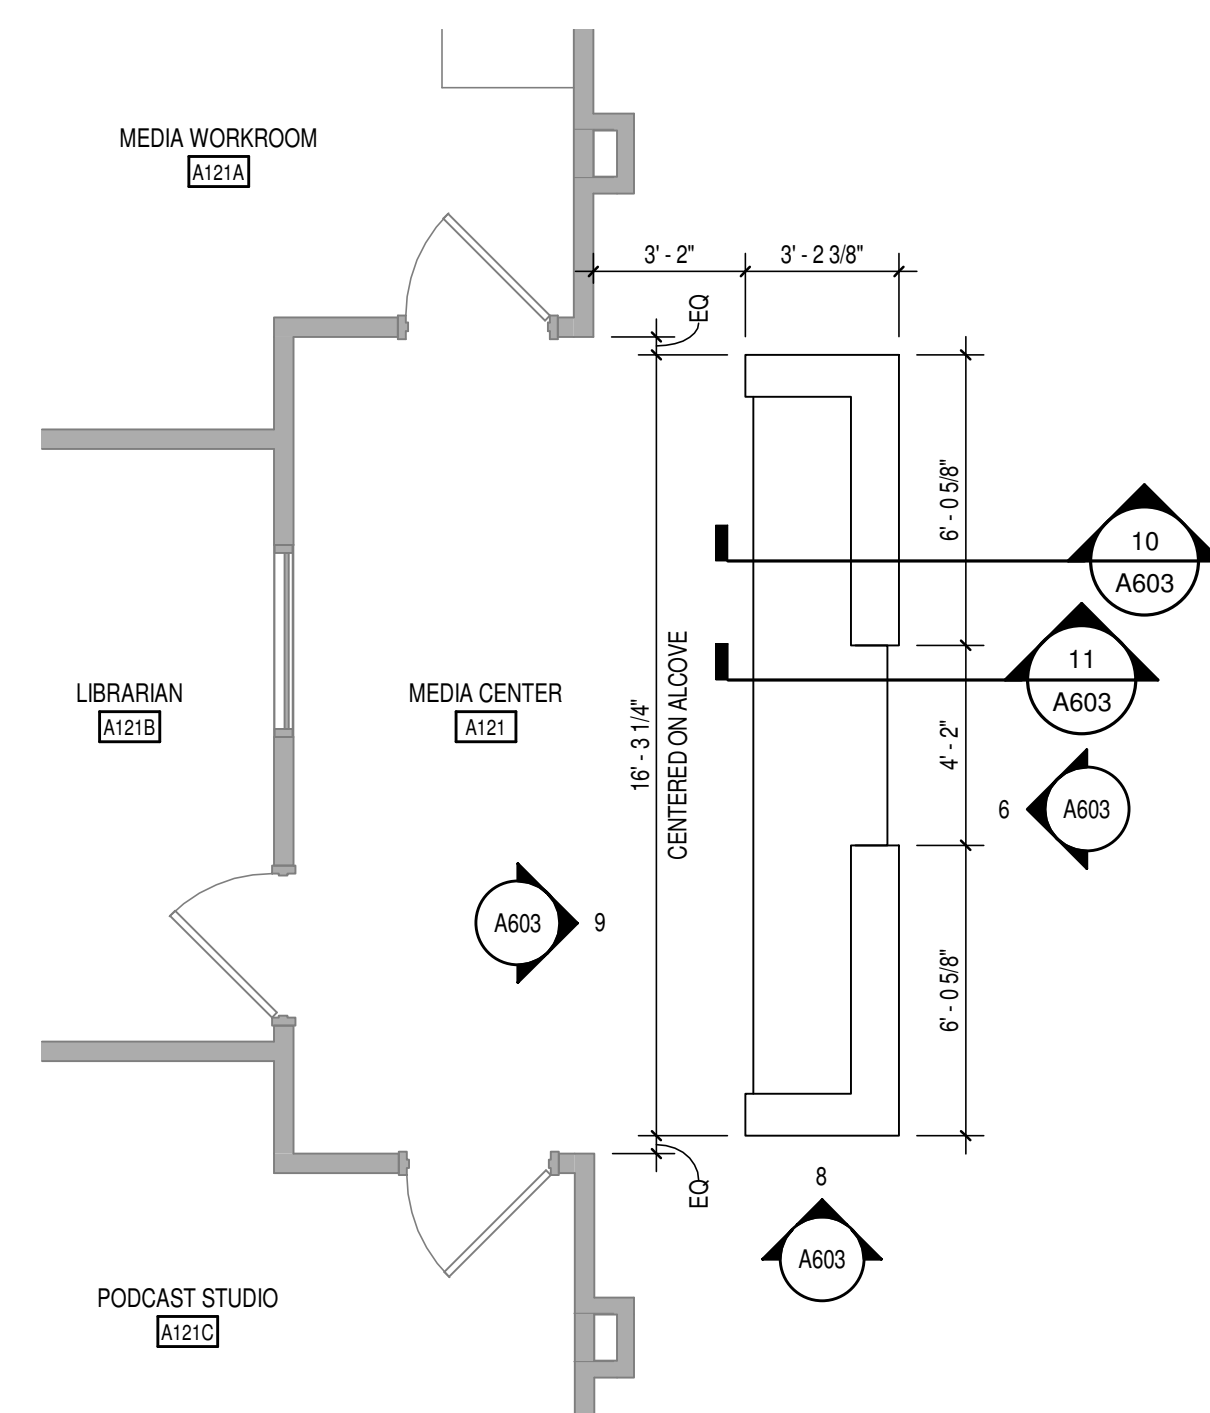 MEDIA WORKROOM
A121A
3' - 2"
3' - 2 3/8"
EQ
6' - 0 5/8"
10
A603
11
A603
LIBRARIAN
A121B
MEDIA CENTER
A121
16' - 3 1/4"
CENTERED ON ALCOVE
4' - 2"
6
A603
A603
9
6' - 0 5/8"
EQ
8
A603
PODCAST STUDIO
A121C